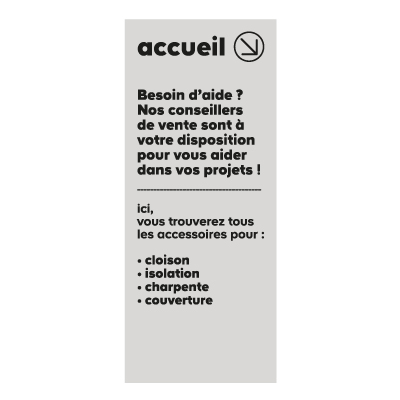 accueil
Besoin d'aide ?
Nos conseillers
de vente sont à
votre disposition
pour vous aider
dans vos projets !
ici,
vous trouverez tous
les accessoires pour :
• cloison
• isolation
• charpente
• couverture